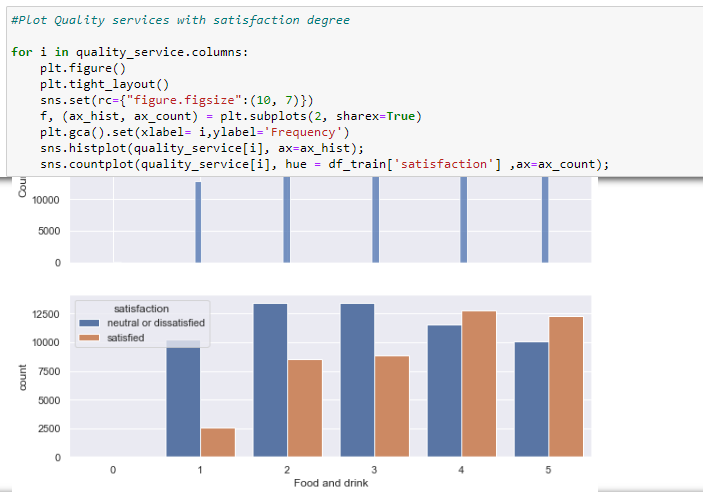 #Plot Quality services with satisfaction degree
for i in quality_service.columns:
plt.figure()
plt.tight_layout()
sns.set(rc={"figure.figsize":(10, 7)})
f, (ax_hist, ax_count) = plt.subplots(2, sharex=True)
plt.gca().set(xlabel= i,ylabel='Frequency')
sns.histplot(quality_service[i], ax=ax_hist);
sns.countplot(quality_service[i], hue = df_train['satisfaction'] ,ax=ax_count);
10000
5000
0
satisfaction
neutral or dissatisfied
satisfied
count
12500
10000
7500
5000
2500
0
0 1 2 3 4 5
Food and drink